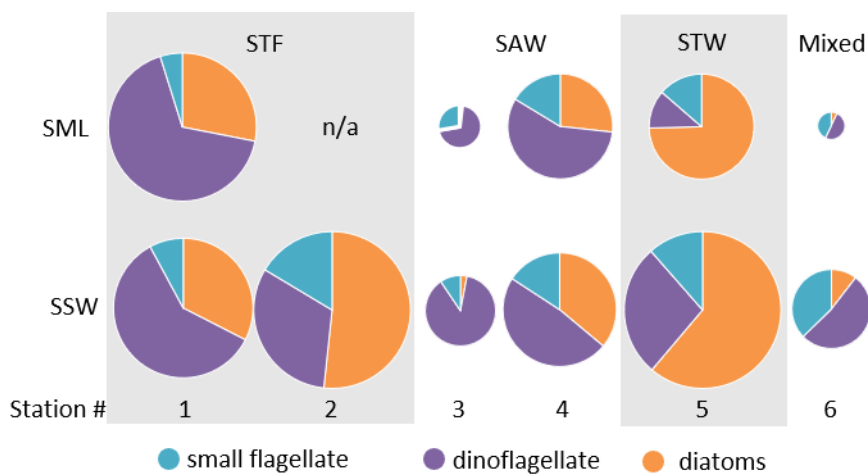 STF SAW STW Mixed
SML n/a
SSW
Station # 1 2 3 4 5 6
small flagellate dinoflagellate diatoms